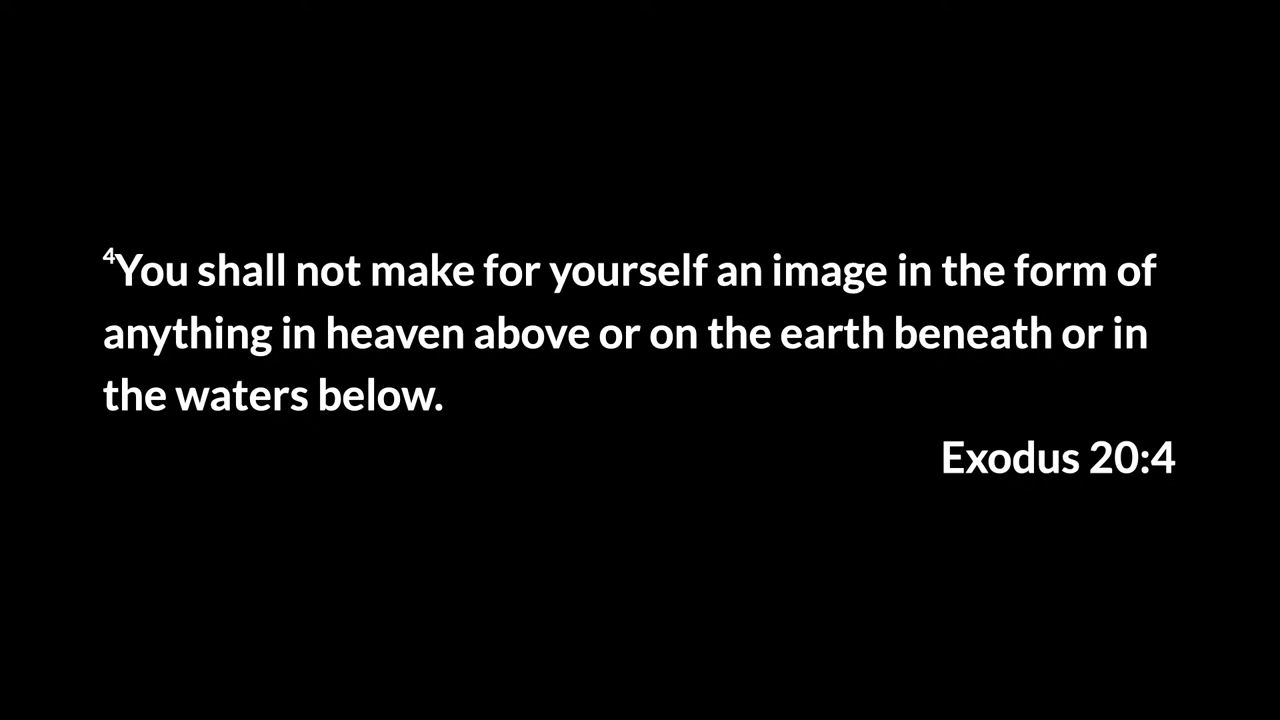 ⁴You shall not make for yourself an image in the form of
anything in heaven above or on the earth beneath or in
the waters below.
Exodus 20:4